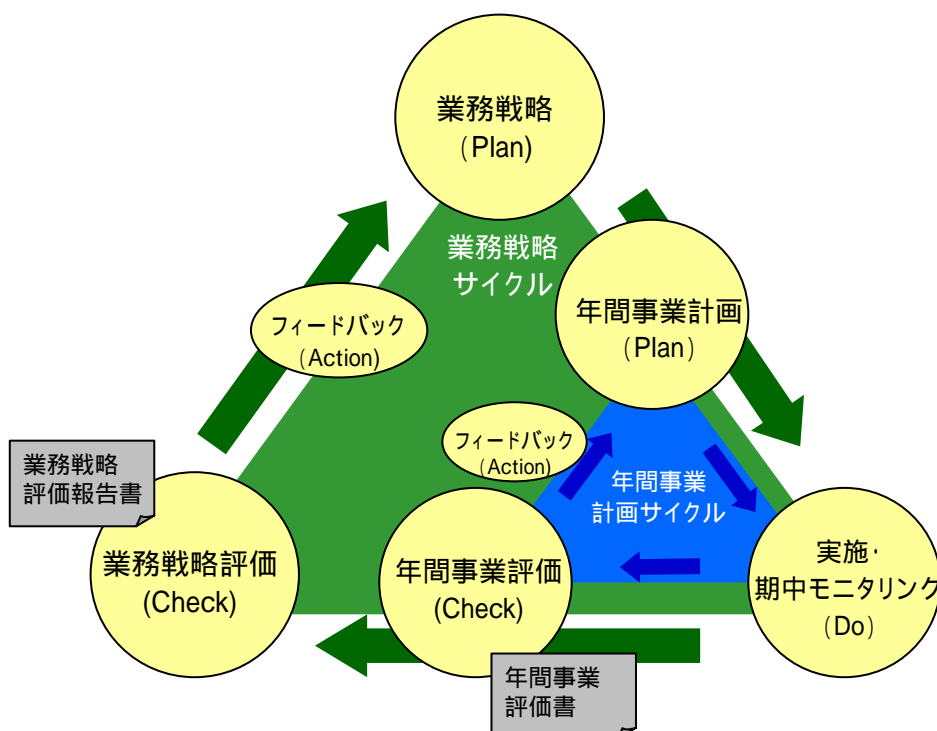 業務戦略
(Plan)
業務戦略
サイクル
年間事業計画
(Plan)
フィードバック
(Action)
フィードバック
(Action)
年間事業
計画サイクル
業務戦略
評価報告書
業務戦略評価
(Check)
年間事業評価
(Check)
実施・
期中モニタリング
(Do)
年間事業
評価書